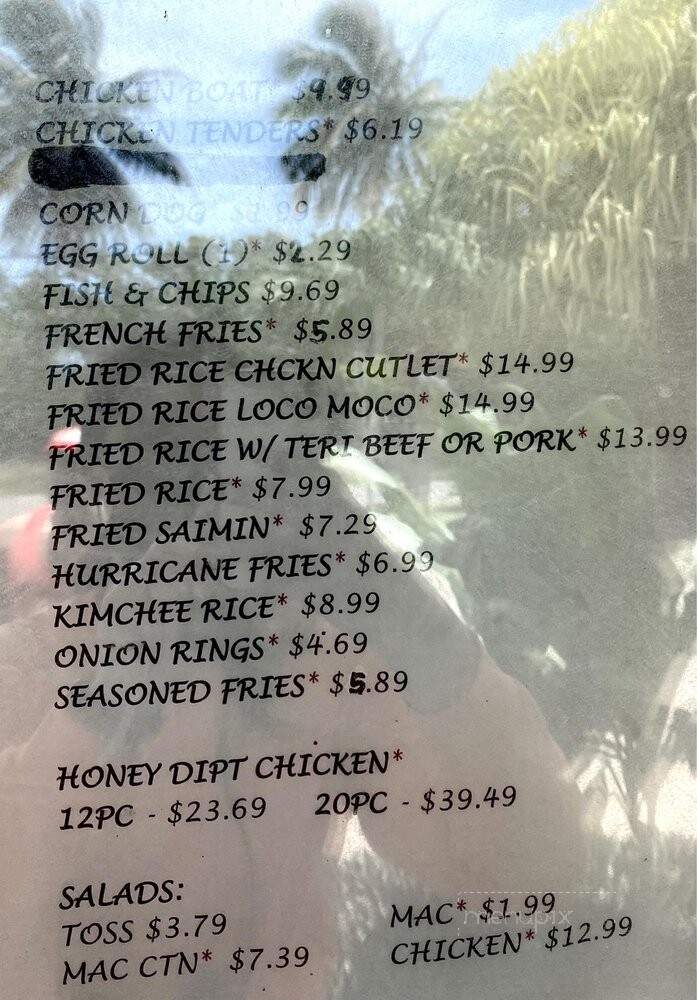 CHICKEN BOAT* $9.99
CHICKEN TENDERS* $6.19
CORN DOG $1.99
EGG ROLL (1)* $2.29
FISH & CHIPS $9.69
FRENCH FRIES* $5.89
FRIED RICE CHCKN CUTLET* $14.99
FRIED RICE LOCO MOCO* $14.99
FRIED RICE W/ TERI BEEF OR PORK* $13.99
FRIED RICE* $7.99
FRIED SAIMIN* $7.29
HURRICANE FRIES* $6.99
KIMCHEE RICE* $8.99
ONION RINGS* $4.69
SEASONED FRIES* $5.89
HONEY DIPT CHICKEN*
12PC - $23.69 20PC - $39.49
SALADS:
TOSS $3.79 MAC* $1.99
MAC CTN* $7.39 CHICKEN* $12.99
menupix